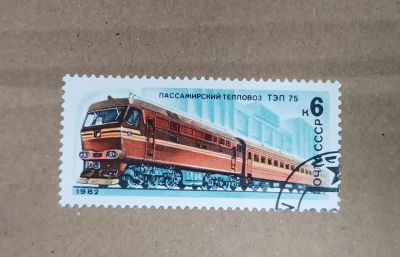 ПАССАЖИРСКИЙ ТЕПЛОВОЗ ТЭП 75
6 к
ПОЧТА СССР
1982